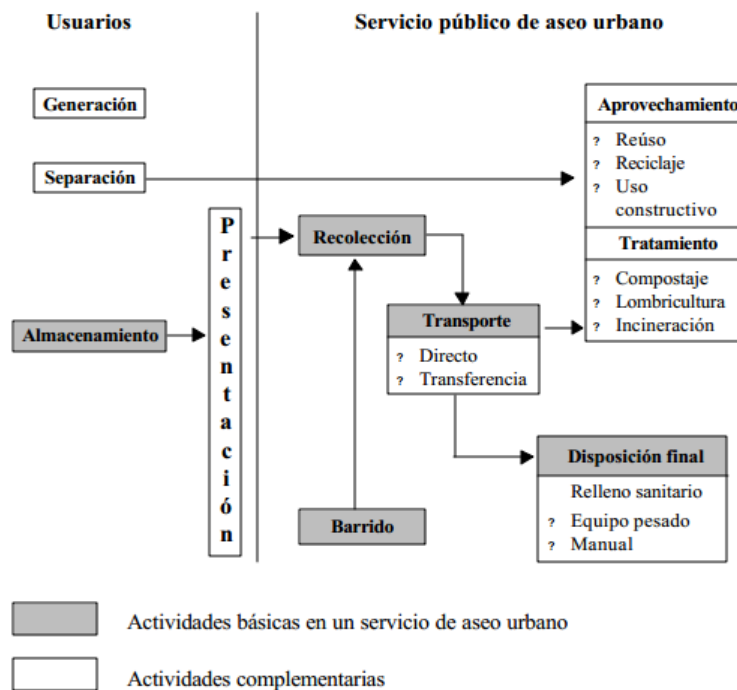 Usuarios
Servicio público de aseo urbano
Generación
Separación
Almacenamiento
Presentación
Recolección
Barrido
Transporte
? Directo
? Transferencia
Aprovechamiento
? Reúso
? Reciclaje
? Uso
constructivo
Tratamiento
? Compostaje
? Lombricultura
? Incineración
Disposición final
Relleno sanitario
? Equipo pesado
? Manual
Actividades básicas en un servicio de aseo urbano
Actividades complementarias